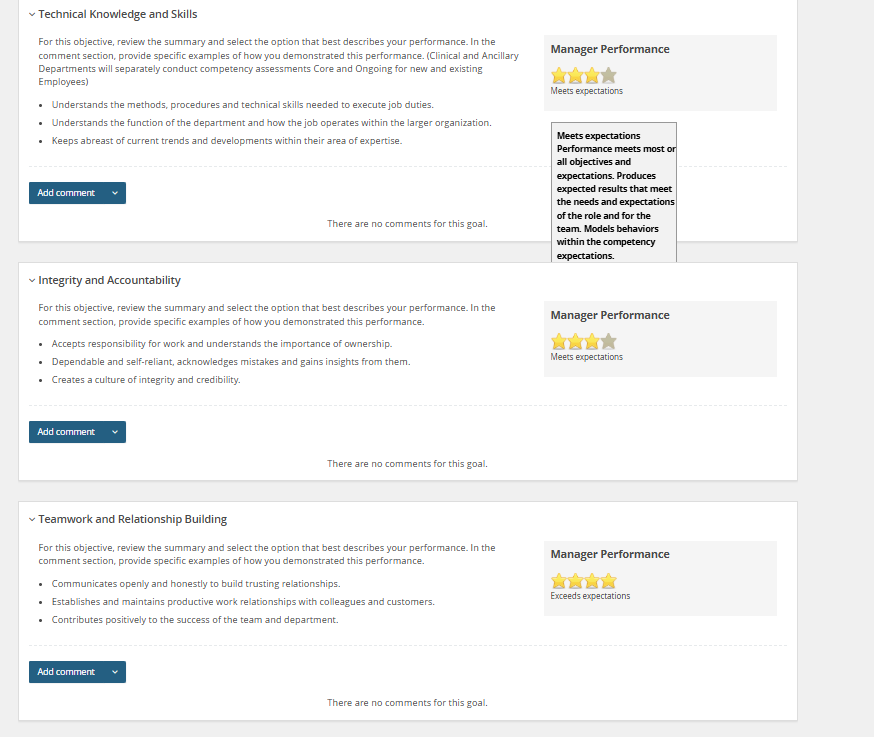 Technical Knowledge and Skills
For this objective, review the summary and select the option that best describes your performance. In the
comment section, provide specific examples of how you demonstrated this performance. (Clinical and Ancillary
Departments will separately conduct competency assessments Core and Ongoing for new and existing
Employees)
• Understands the methods, procedures and technical skills needed to execute job duties.
• Understands the function of the department and how the job operates within the larger organization.
• Keeps abreast of current trends and developments within their area of expertise.
Manager Performance
Meets expectations
Meets expectations
Performance meets most or
all objectives and
expectations. Produces
expected results that meet
the needs and expectations
of the role and for the
team. Models behaviors
within the competency
expectations.
Add comment
There are no comments for this goal.
Integrity and Accountability
For this objective, review the summary and select the option that best describes your performance. In the
comment section, provide specific examples of how you demonstrated this performance.
• Accepts responsibility for work and understands the importance of ownership.
• Dependable and self-reliant, acknowledges mistakes and gains insights from them.
• Creates a culture of integrity and credibility.
Manager Performance
Meets expectations
Add comment
There are no comments for this goal.
Teamwork and Relationship Building
For this objective, review the summary and select the option that best describes your performance. In the
comment section, provide specific examples of how you demonstrated this performance.
• Communicates openly and honestly to build trusting relationships.
• Establishes and maintains productive work relationships with colleagues and customers.
• Contributes positively to the success of the team and department.
Manager Performance
Exceeds expectations
Add comment
There are no comments for this goal.